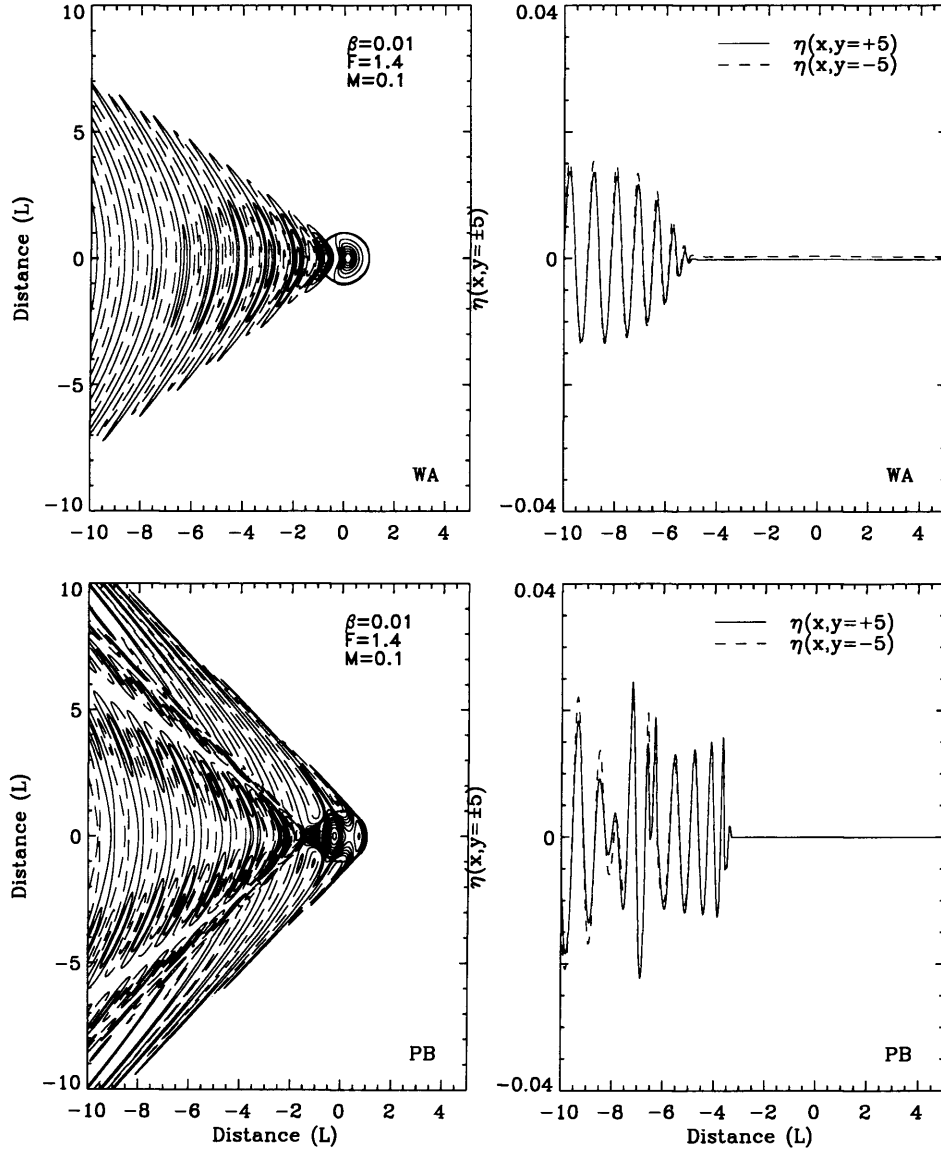 10
5
0
−5
−10
Distance (L)
β=0.01
F=1.4
M=0.1
WA
−10 −8 −6 −4 −2 0 2 4
0.04
0
−0.04
η(x,y=±5)
η(x,y=+5)
η(x,y=−5)
WA
−10 −8 −6 −4 −2 0 2 4
10
5
0
−5
−10
Distance (L)
β=0.01
F=1.4
M=0.1
PB
−10 −8 −6 −4 −2 0 2 4
Distance (L)
0.04
0
−0.04
η(x,y=±5)
η(x,y=+5)
η(x,y=−5)
PB
−10 −8 −6 −4 −2 0 2 4
Distance (L)